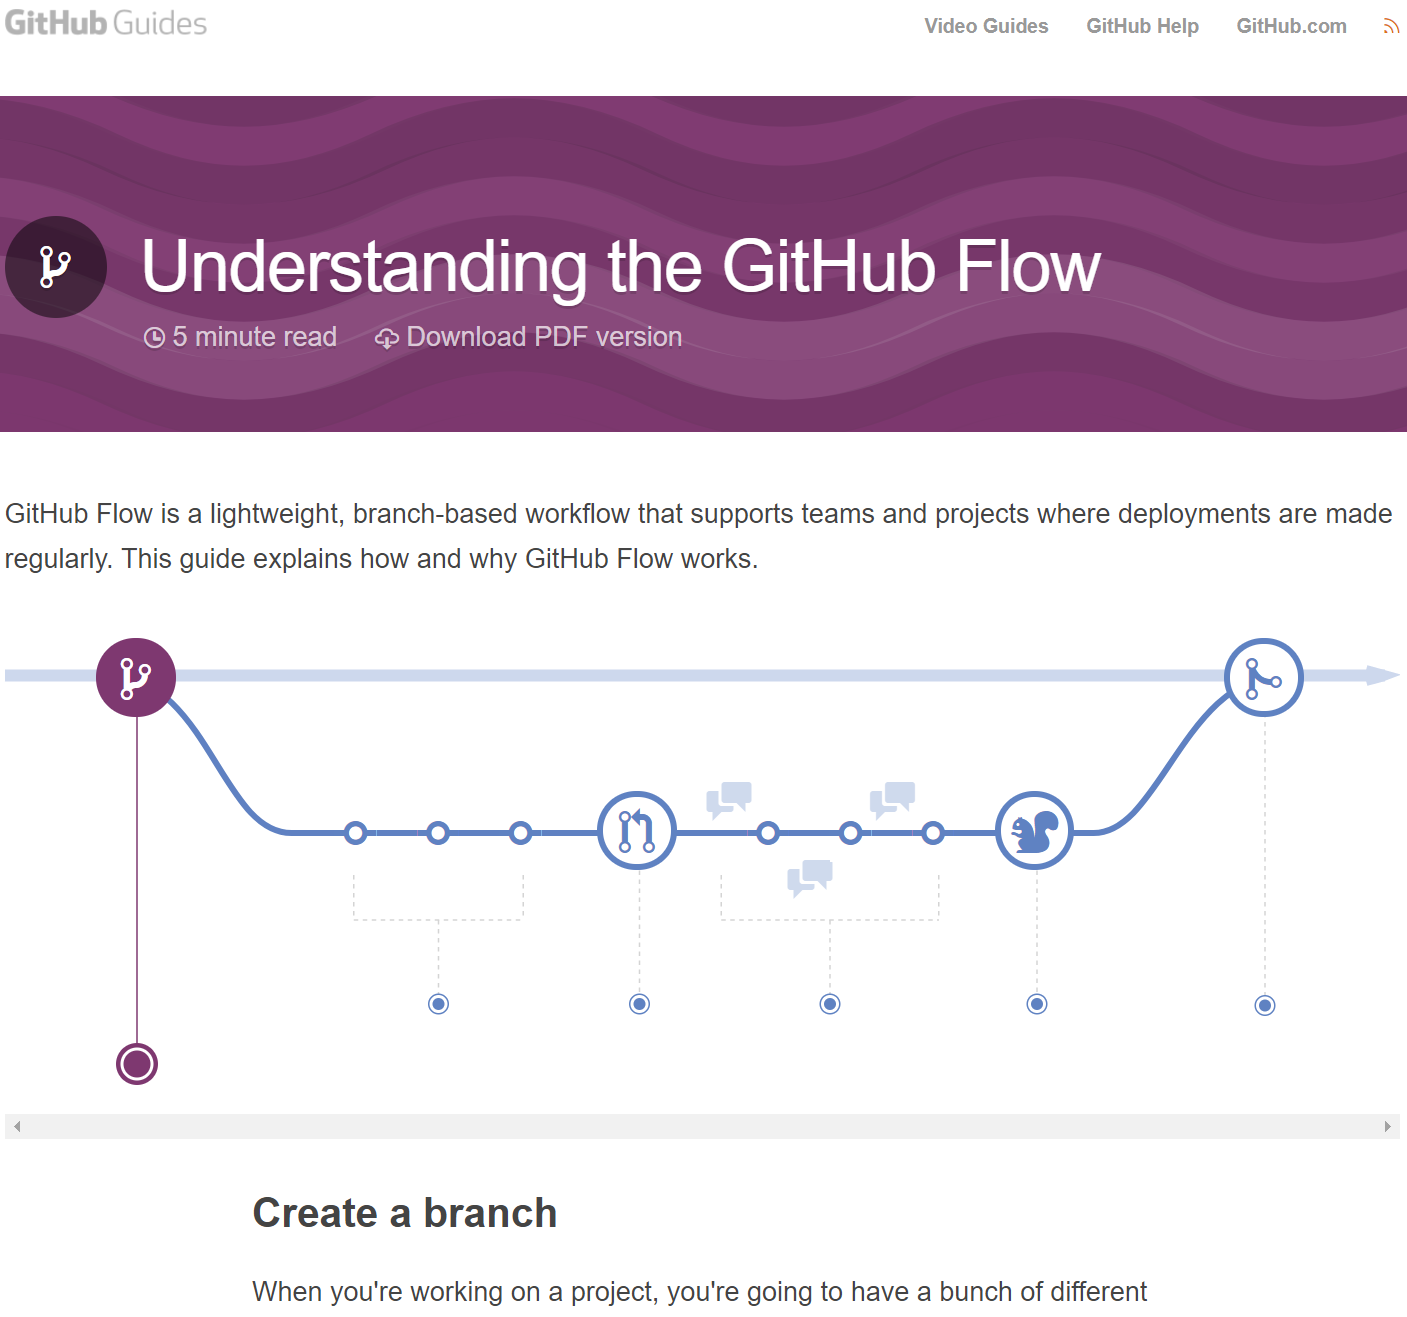 GitHub Guides
Video Guides GitHub Help GitHub.com
Understanding the GitHub Flow
5 minute read Download PDF version
GitHub Flow is a lightweight, branch-based workflow that supports teams and projects where deployments are made
regularly. This guide explains how and why GitHub Flow works.
Create a branch
When you're working on a project, you're going to have a bunch of different